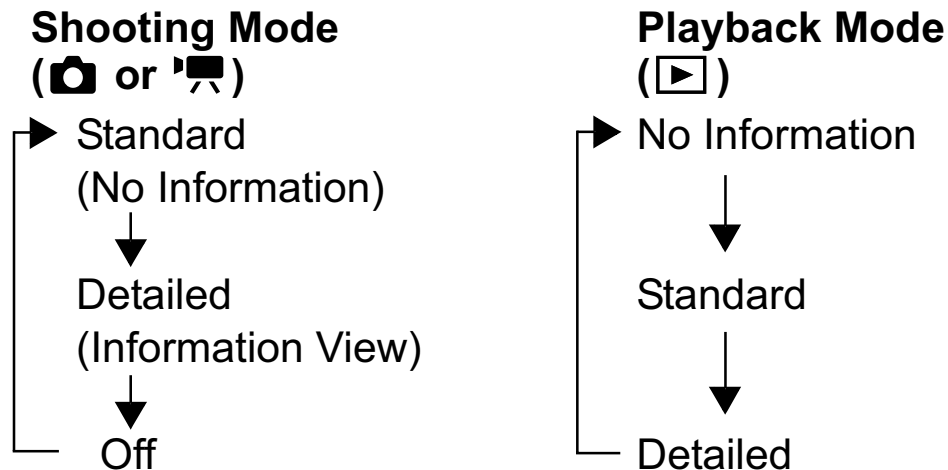 Shooting Mode
( or )
Standard
(No Information)
Detailed
(Information View)
Off
Playback Mode
()
No Information
Standard
Detailed